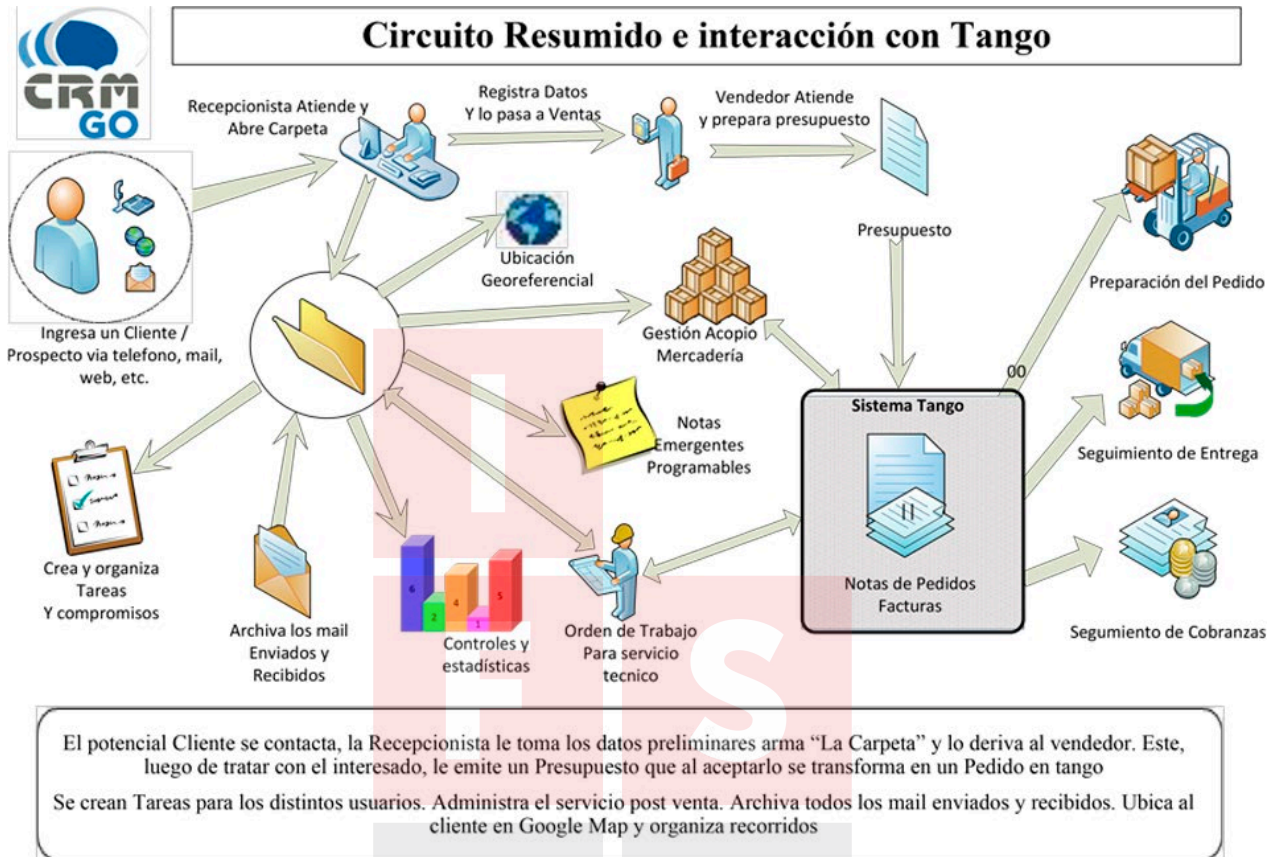 Circuito Resumido e interacción con Tango
CRM
GO
Recepcionista Atiende y
Abre Carpeta
Registra Datos
Y lo pasa a Ventas
Vendedor Atiende
y prepara presupuesto
Presupuesto
Ubicación
Georeferencial
Ingresa un Cliente /
Prospecto via telefono, mail,
web, etc.
Gestión Acopio
Mercadería
Preparación del Pedido
00
Sistema Tango
Notas de Pedidos
Facturas
Seguimiento de Entrega
Segumiento de Cobranzas
Notas
Emergentes
Programables
Crea y organiza
Tareas
Y compromisos
Archiva los mail
Enviados y
Recibidos
6
2
4
1
5
Controles y
estadísticas
Orden de Trabajo
Para servicio
tecnico
I
F S
El potencial Cliente se contacta, la Recepcionista le toma los datos preliminares arma “La Carpeta” y lo deriva al vendedor. Este,
luego de tratar con el interesado, le emite un Presupuesto que al aceptarlo se transforma en un Pedido en tango
Se crean Tareas para los distintos usuarios. Administra el servicio post venta. Archiva todos los mail enviados y recibidos. Ubica al
cliente en Google Map y organiza recorridos